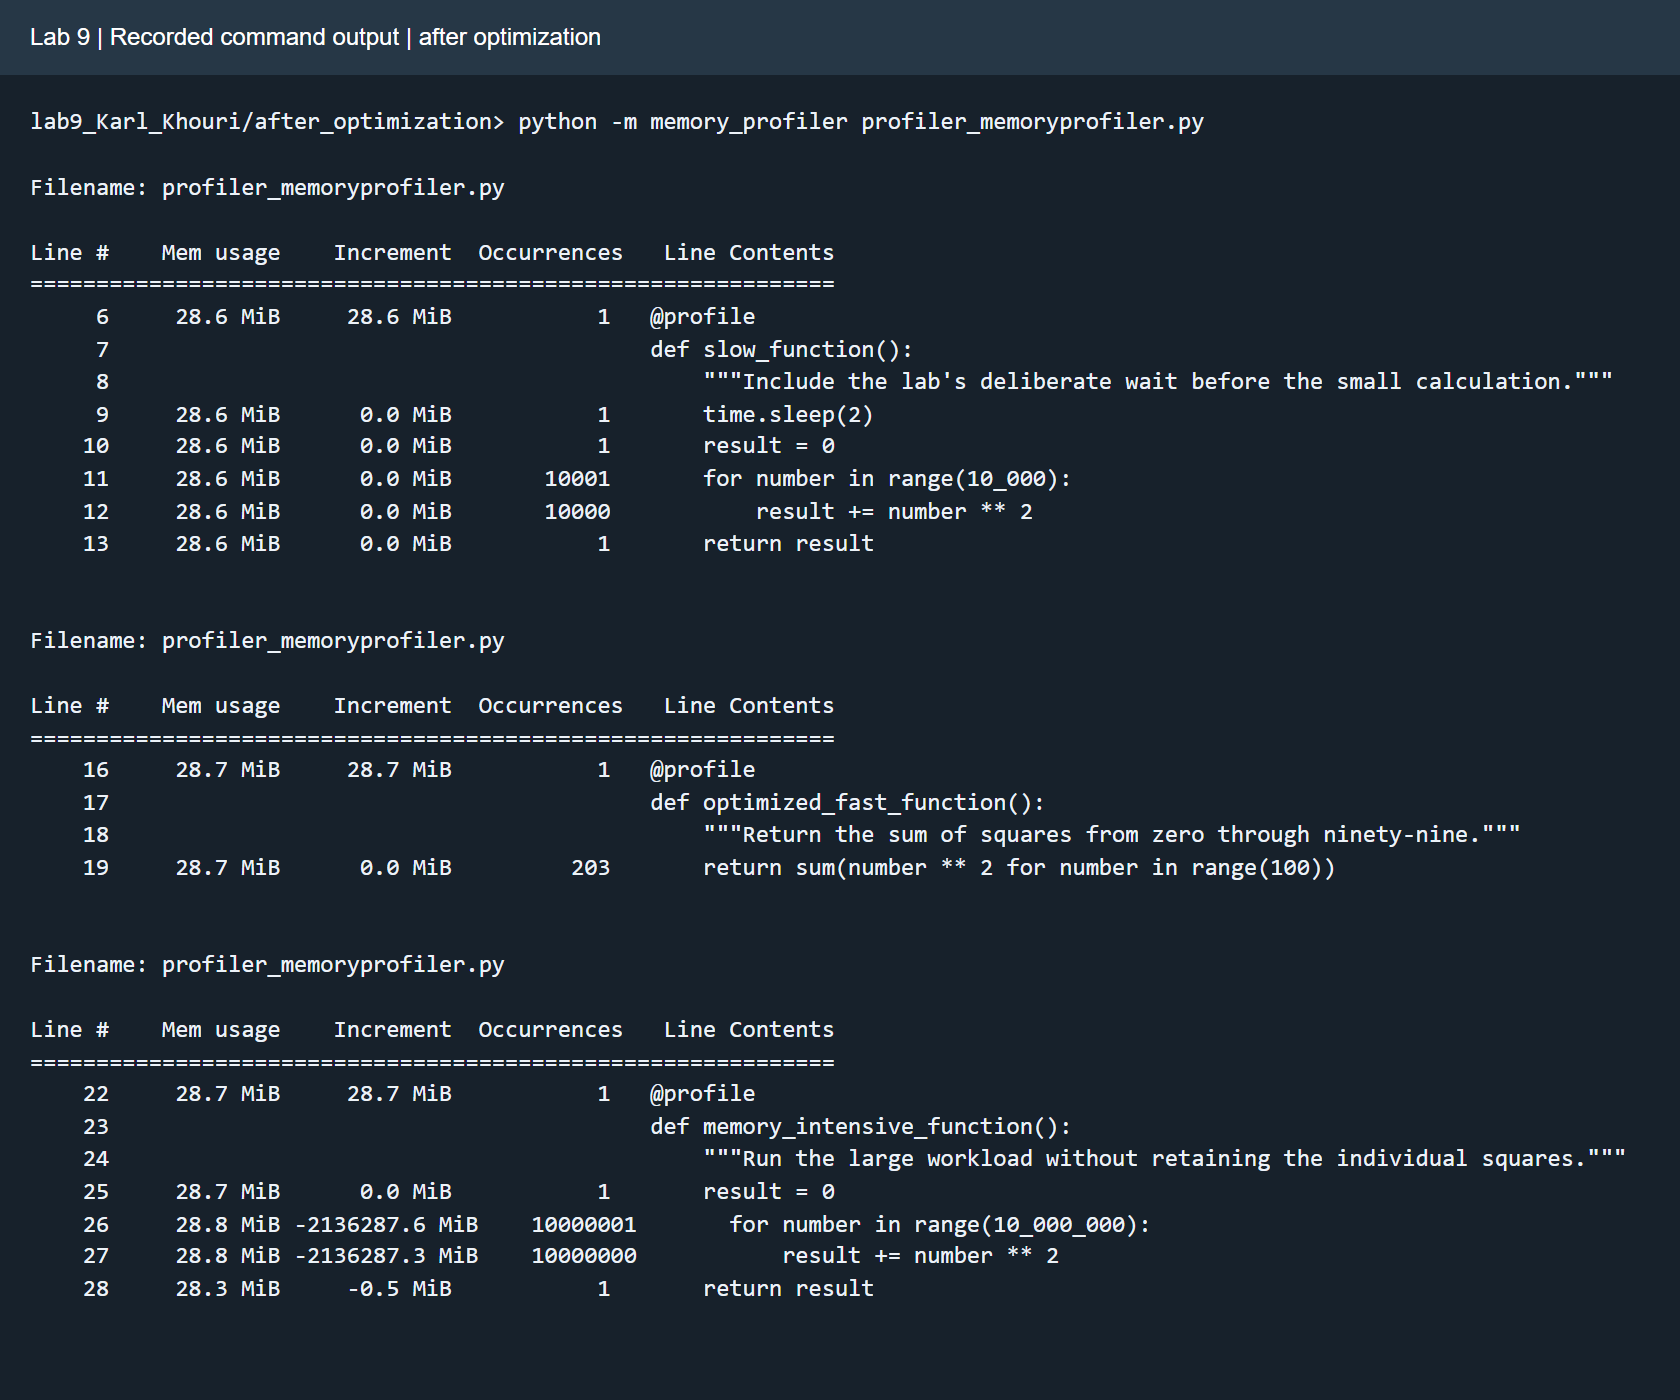 Lab 9 | Recorded command output | after optimization
lab9_Karl_Khouri/after_optimization> python -m memory_profiler profiler_memoryprofiler.py
Filename: profiler_memoryprofiler.py
Line #    Mem usage    Increment  Occurrences   Line Contents
=============================================================
     6     28.6 MiB     28.6 MiB           1   @profile
     7                                         def slow_function():
     8                                             """Include the lab's deliberate wait before the small calculation."""
     9     28.6 MiB      0.0 MiB           1       time.sleep(2)
    10     28.6 MiB      0.0 MiB           1       result = 0
    11     28.6 MiB      0.0 MiB       10001       for number in range(10_000):
    12     28.6 MiB      0.0 MiB       10000           result += number ** 2
    13     28.6 MiB      0.0 MiB           1       return result
Filename: profiler_memoryprofiler.py
Line #    Mem usage    Increment  Occurrences   Line Contents
=============================================================
    16     28.7 MiB     28.7 MiB           1   @profile
    17                                         def optimized_fast_function():
    18                                             """Return the sum of squares from zero through ninety-nine."""
    19     28.7 MiB      0.0 MiB         203       return sum(number ** 2 for number in range(100))
Filename: profiler_memoryprofiler.py
Line #    Mem usage    Increment  Occurrences   Line Contents
=============================================================
    22     28.7 MiB     28.7 MiB           1   @profile
    23                                         def memory_intensive_function():
    24                                             """Run the large workload without retaining the individual squares."""
    25     28.7 MiB      0.0 MiB           1       result = 0
    26     28.8 MiB -2136287.6 MiB    10000001       for number in range(10_000_000):
    27     28.8 MiB -2136287.3 MiB    10000000           result += number ** 2
    28     28.3 MiB     -0.5 MiB           1       return result